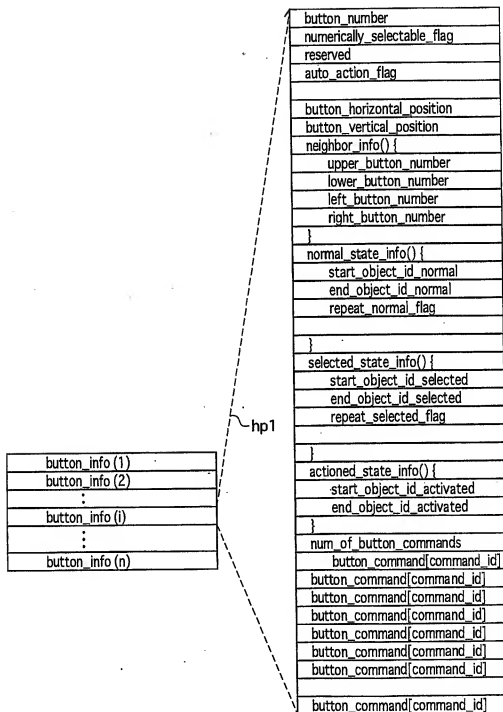 button_number
numerically_selectable_flag
reserved
auto_action_flag
button_horizontal_position
button_vertical_position
neighbor_info() {
upper_button_number
lower_button_number
left_button_number
right_button_number
}
normal_state_info() {
start_object_id_normal
end_object_id_normal
repeat_normal_flag
}
selected_state_info() {
start_object_id_selected
end_object_id_selected
repeat_selected_flag
}
actioned_state_info() {
start_object_id_activated
end_object_id_activated
}
num_of_button_commands
button_command[command_id]
button_command[command_id]
button_command[command_id]
button_command[command_id]
button_command[command_id]
button_command[command_id]
button_command[command_id]
button_command[command_id]
hp1
button_info (1)
button_info (2)
⋮
button_info (i)
⋮
button_info (n)